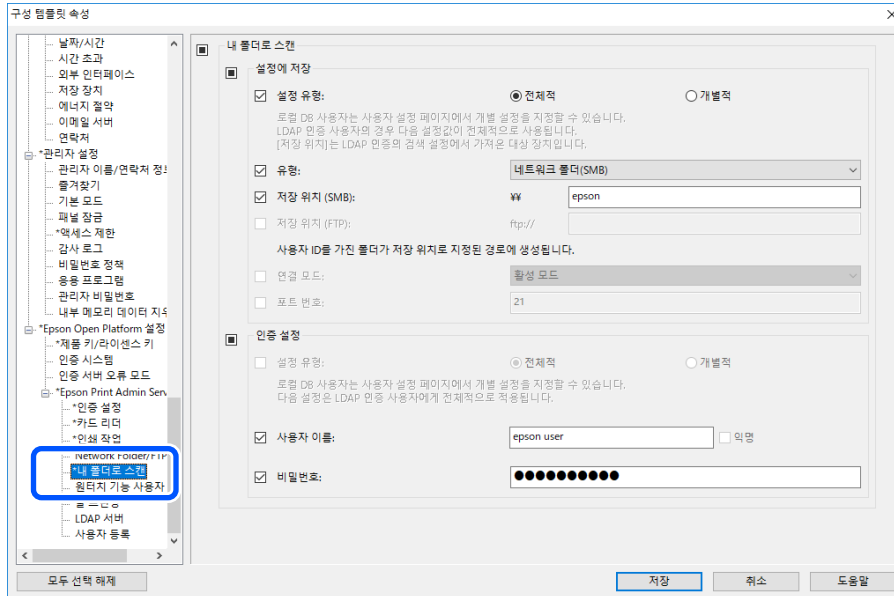 구성 템플릿 속성
날짜/시간
시간 초과
외부 인터페이스
저장 장치
에너지 절약
이메일 서버
연락처
*관리자 설정
관리자 이름/연락처 정!
즐겨찾기
기본 모드
패널 잠금
*액세스 제한
감사 로그
비밀번호 정책
응용 프로그램
관리자 비밀번호
내부 메모리 데이터 지우
*Epson Open Platform 설정
*제품 키/라이센스 키
인증 시스템
인증 서버 오류 모드
*Epson Print Admin Serv
*인증 설정
*카드 리더
*인쇄 작업
Network Folder/FTP
*내 폴더로 스캔
원터치 기능 사용자
LDAP 서버
사용자 등록
모두 선택 해제
내 폴더로 스캔
설정에 저장
설정 유형: 전체적 개별적
로컬 DB 사용자는 사용자 설정 페이지에서 개별 설정을 지정할 수 있습니다.
LDAP 인증 사용자의 경우 다음 설정값이 전체적으로 사용됩니다.
[저장 위치]는 LDAP 인증의 검색 설정에서 가져온 대상 장치입니다.
유형: 네트워크 폴더(SMB)
저장 위치 (SMB): ¥¥ epson
저장 위치 (FTP): ftp://
사용자 ID를 가진 폴더가 저장 위치로 지정된 경로에 생성됩니다.
연결 모드: 활성 모드
포트 번호: 21
인증 설정
설정 유형: 전체적 개별적
로컬 DB 사용자는 사용자 설정 페이지에서 개별 설정을 지정할 수 있습니다.
다음 설정은 LDAP 인증 사용자에게 전체적으로 적용됩니다.
사용자 이름: epson user 익명
비밀번호: ●●●●●●●●●●
저장 취소 도움말